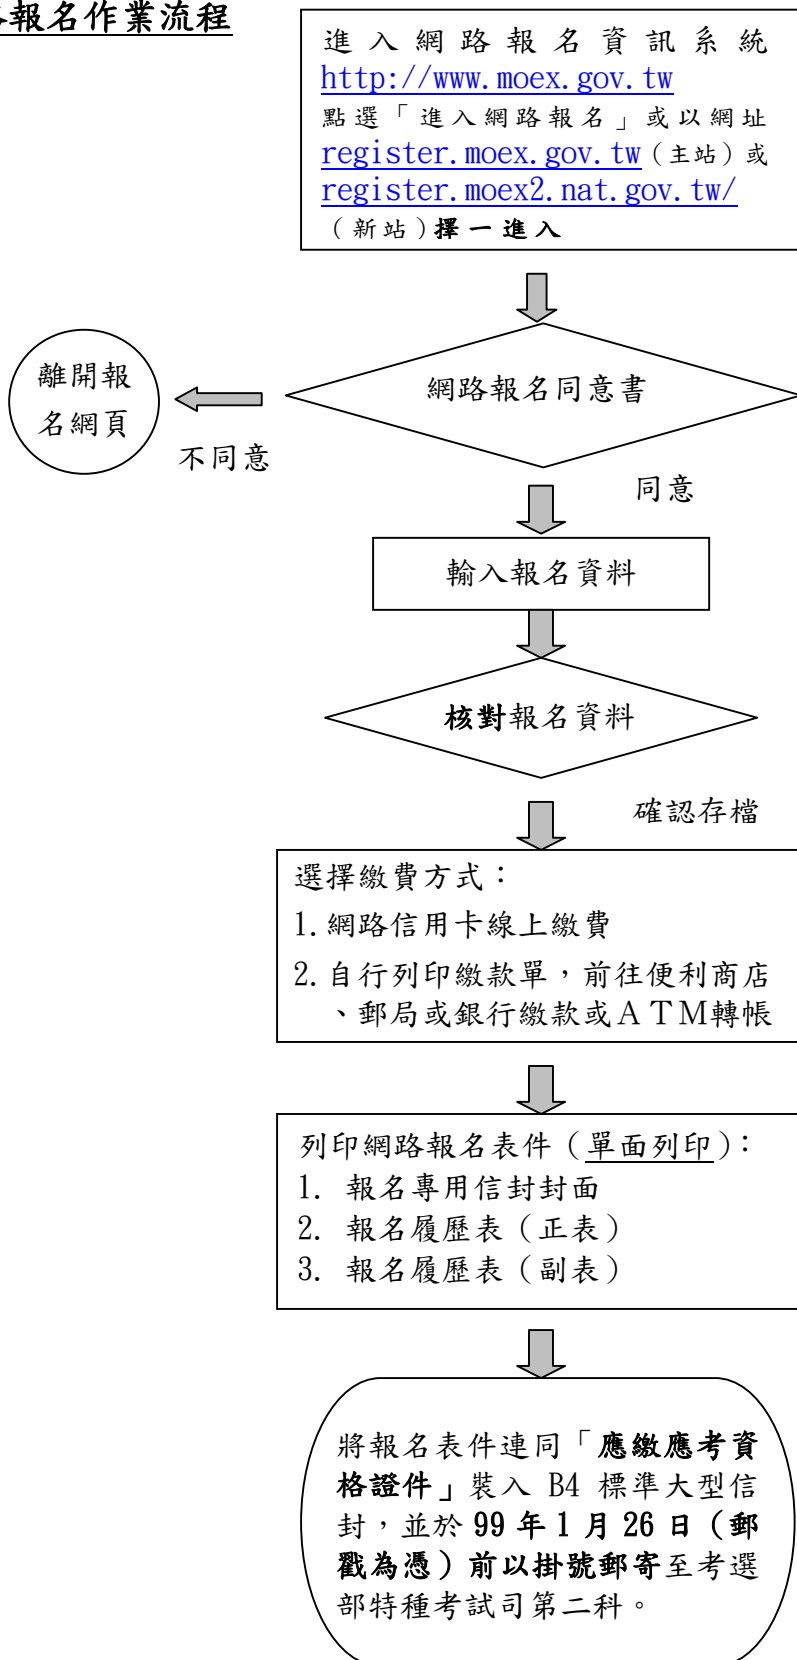 路報名作業流程
進入網路報名資訊系統
http://www.moex.gov.tw
點選「進入網路報名」或以網址
register.moex.gov.tw(主站)或
register.moex2.nat.gov.tw/
(新站)擇一進入
網路報名同意書
離開報
名網頁
不同意
同意
輸入報名資料
核對報名資料
確認存檔
選擇繳費方式：
1.網路信用卡線上繳費
2.自行列印繳款單，前往便利商店
、郵局或銀行繳款或ＡＴＭ轉帳
列印網路報名表件（單面列印）：
1. 報名專用信封封面
2. 報名履歷表（正表）
3. 報名履歷表（副表）
將報名表件連同「應繳應考資
格證件」裝入 B4 標準大型信
封，並於 99 年 1 月 26 日（郵
戳為憑）前以掛號郵寄至考選
部特種考試司第二科。